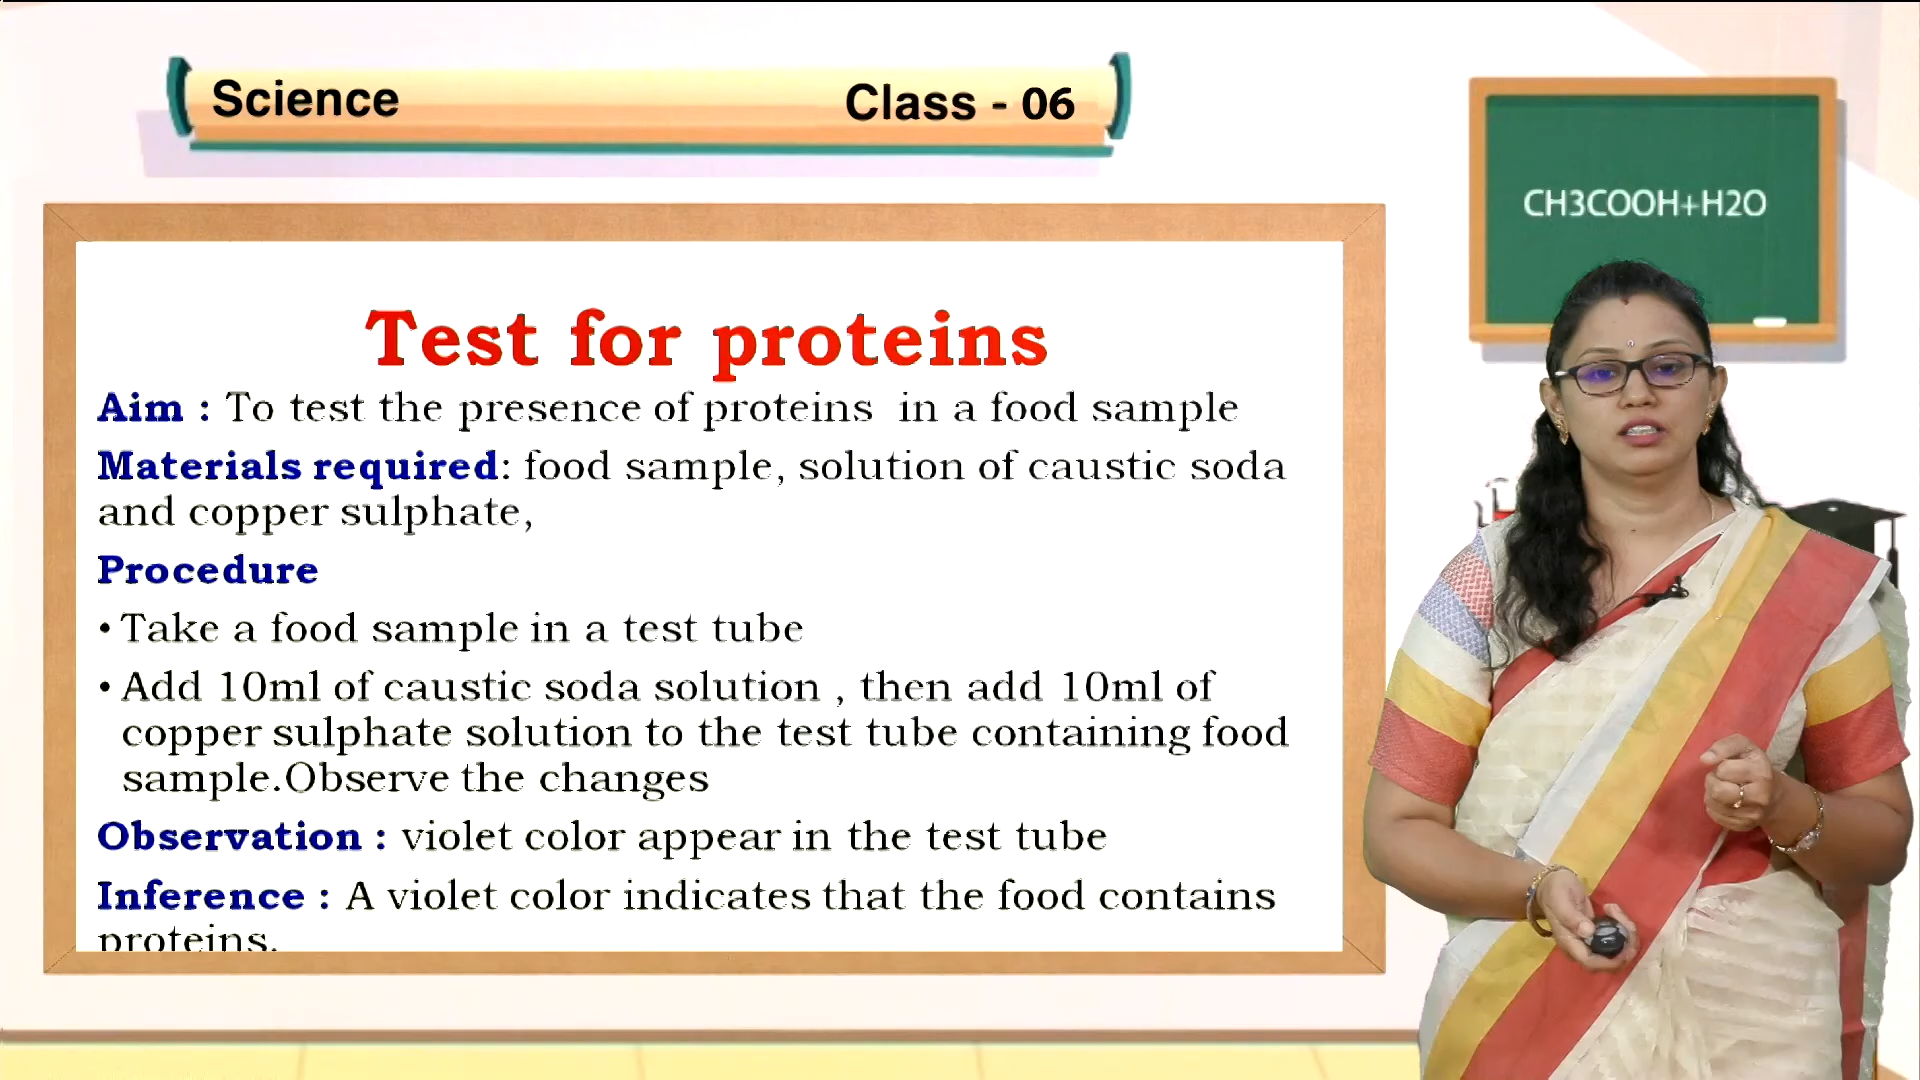 Science Class - 06
CH3COOH+H2O
Test for proteins
Aim : To test the presence of proteins in a food sample
Materials required: food sample, solution of caustic soda
and copper sulphate,
Procedure
• Take a food sample in a test tube
• Add 10ml of caustic soda solution , then add 10ml of
copper sulphate solution to the test tube containing food
sample.Observe the changes
Observation : violet color appear in the test tube
Inference : A violet color indicates that the food contains
proteins.